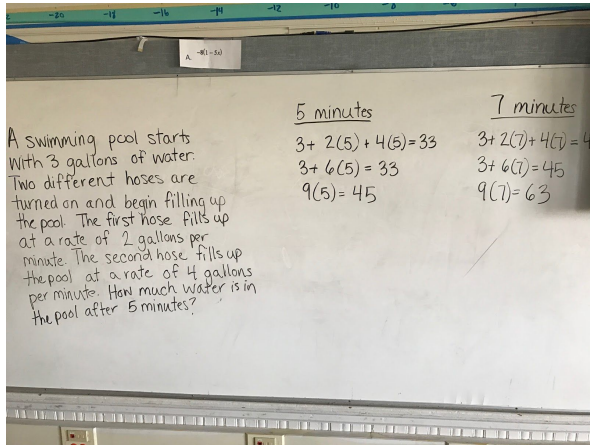 -20 -18 -16 -14 -12 -10 -8 -6
A. -8(1-5x)
A swimming pool starts
with 3 gallons of water.
Two different hoses are
turned on and begin filling up
the pool. The first hose fills up
at a rate of 2 gallons per
minute. The second hose fills up
the pool at a rate of 4 gallons
per minute. How much water is in
the pool after 5 minutes?
5 minutes
3+ 2(5) + 4(5) = 33
3+ 6(5) = 33
9(5) = 45
7 minutes
3+ 2(7) + 4(7) = 4
3+ 6(7) = 45
9(7) = 63